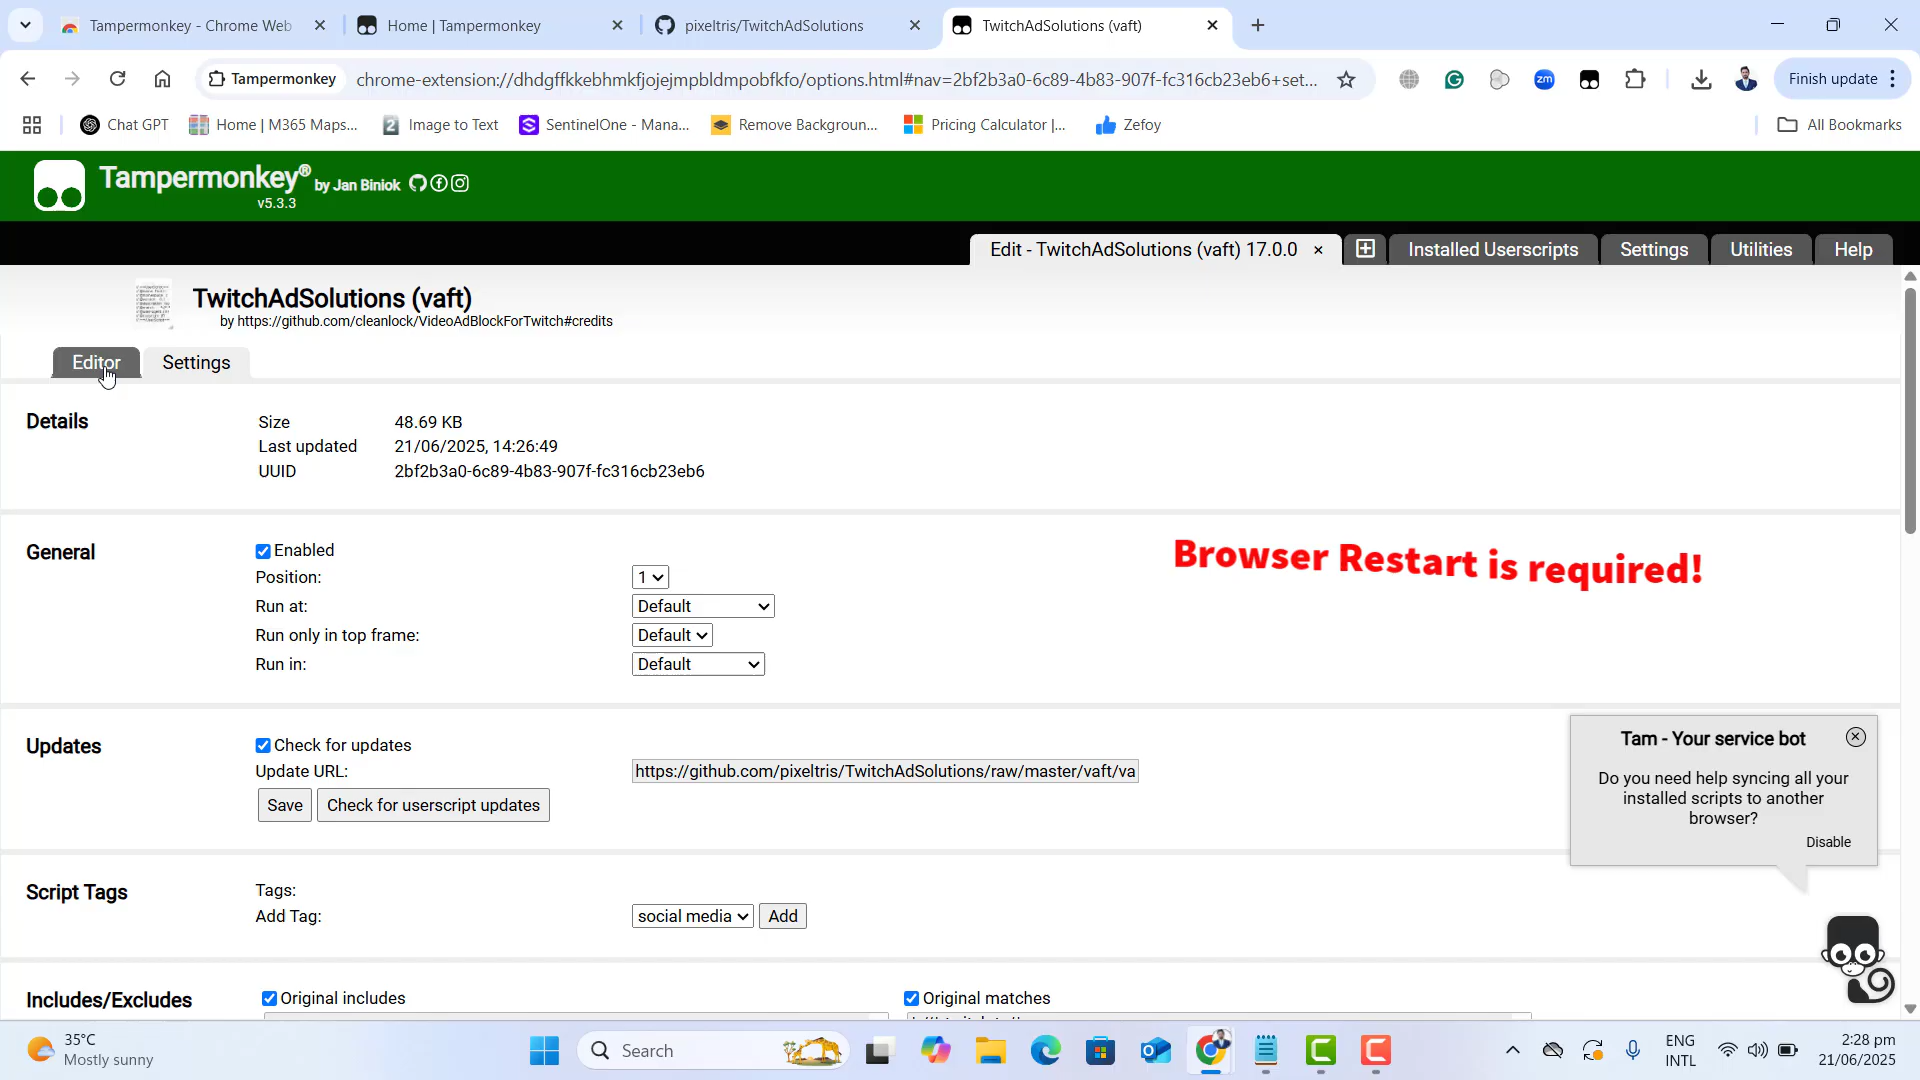 Tampermonkey - Chrome Web
Home | Tampermonkey
pixeltris/TwitchAdSolutions
TwitchAdSolutions (vaft)
Tampermonkey
chrome-extension://dhdgffkkebhmkfjojejmpbldmpobfkfo/options.html#nav=2bf2b3a0-6c89-4b83-907f-fc316cb23eb6+set...
zm
Finish update
Chat GPT
Home | M365 Maps...
2
Image to Text
SentinelOne - Mana...
Remove Backgroun...
Pricing Calculator |...
Zefoy
All Bookmarks
Tampermonkey® by Jan Biniok
v5.3.3
Edit - TwitchAdSolutions (vaft) 17.0.0
Installed Userscripts
Settings
Utilities
Help
TwitchAdSolutions (vaft)
by https://github.com/cleanlock/VideoAdBlockForTwitch#credits
Editor
Settings
Details
Size 48.69 KB
Last updated 21/06/2025, 14:26:49
UUID 2bf2b3a0-6c89-4b83-907f-fc316cb23eb6
General
Enabled
Position: 1
Run at: Default
Run only in top frame: Default
Run in: Default
Browser Restart is required!
Updates
Check for updates
Update URL: https://github.com/pixeltris/TwitchAdSolutions/raw/master/vaft/va
Save
Check for userscript updates
Tam - Your service bot
Do you need help syncing all your
installed scripts to another
browser?
Disable
Script Tags
Tags:
Add Tag: social media Add
Includes/Excludes
Original includes
Original matches
35°C
Mostly sunny
Search
ENG
INTL
2:28 pm
21/06/2025